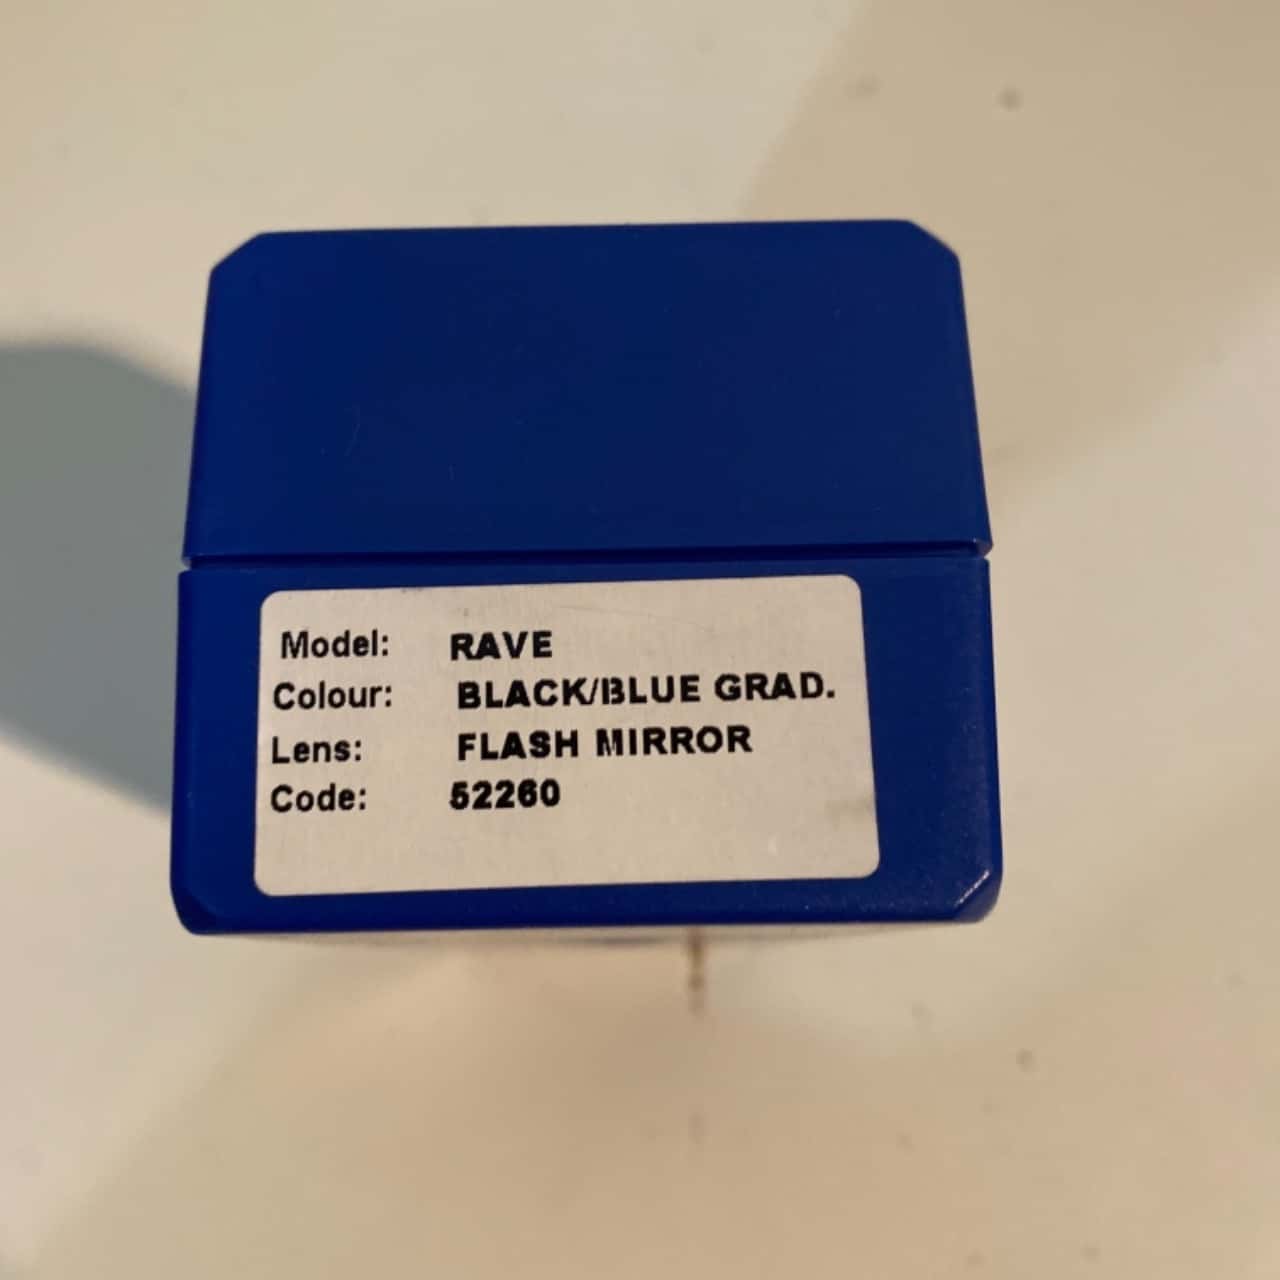 Model: RAVE
Colour: BLACK/BLUE GRAD.
Lens: FLASH MIRROR
Code: 52260